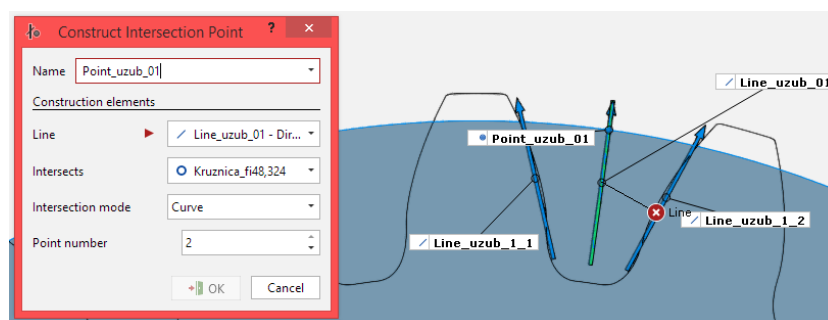 Construct Intersection Point ? ×
Name Point_uzub_01
Construction elements
Line Line_uzub_01 - Dir...
Intersects Kruznica_fi48,324
Intersection mode Curve
Point number 2
OK Cancel
Line_uzub_01
Point_uzub_01
Line
Line_uzub_1_2
Line_uzub_1_1